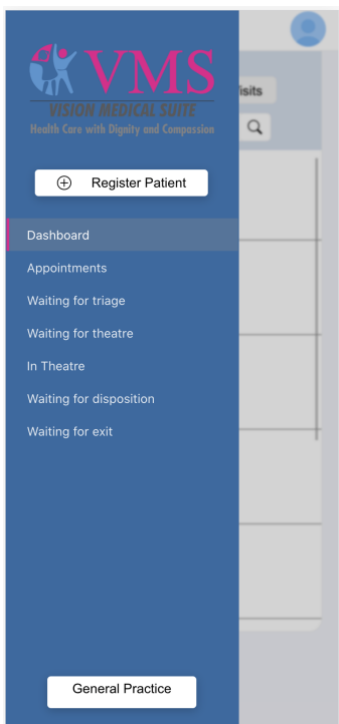 VMS
VISION MEDICAL SUITE
Health Care with Dignity and Compassion
Register Patient
Dashboard
Appointments
Waiting for triage
Waiting for theatre
In Theatre
Waiting for disposition
Waiting for exit
General Practice